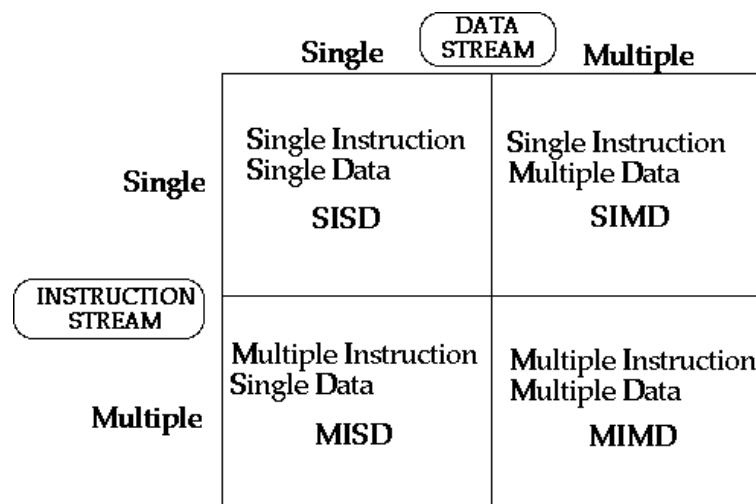 DATA
STREAM
Single
Multiple
Single
Single Instruction
Single Data
SISD
Single Instruction
Multiple Data
SIMD
INSTRUCTION
STREAM
Multiple
Multiple Instruction
Single Data
MISD
Multiple Instruction
Multiple Data
MIMD